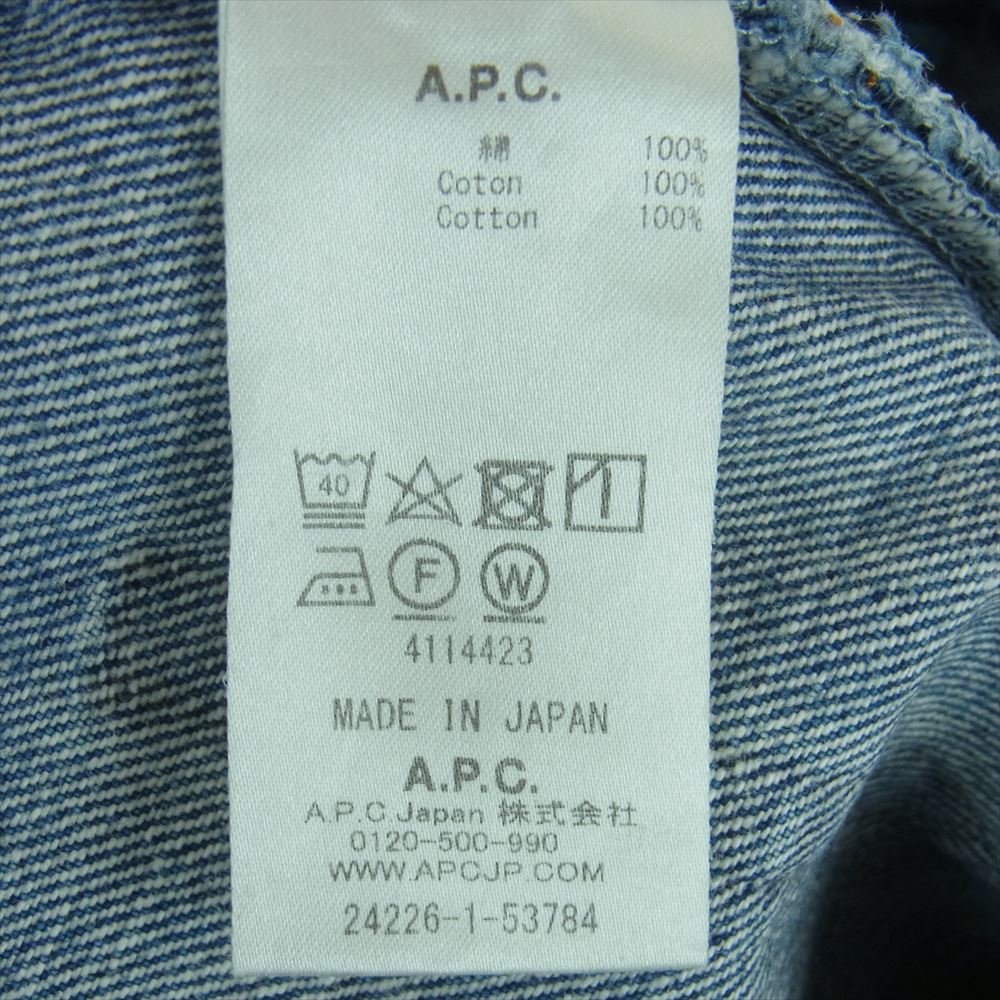 A.P.C.
綿 100%
Coton 100%
Cotton 100%
40
F W
4114423
MADE IN JAPAN
A.P.C.
A.P.C.Japan 株式会社
0120-500-990
WWW.APCJP.COM
24226-1-53784